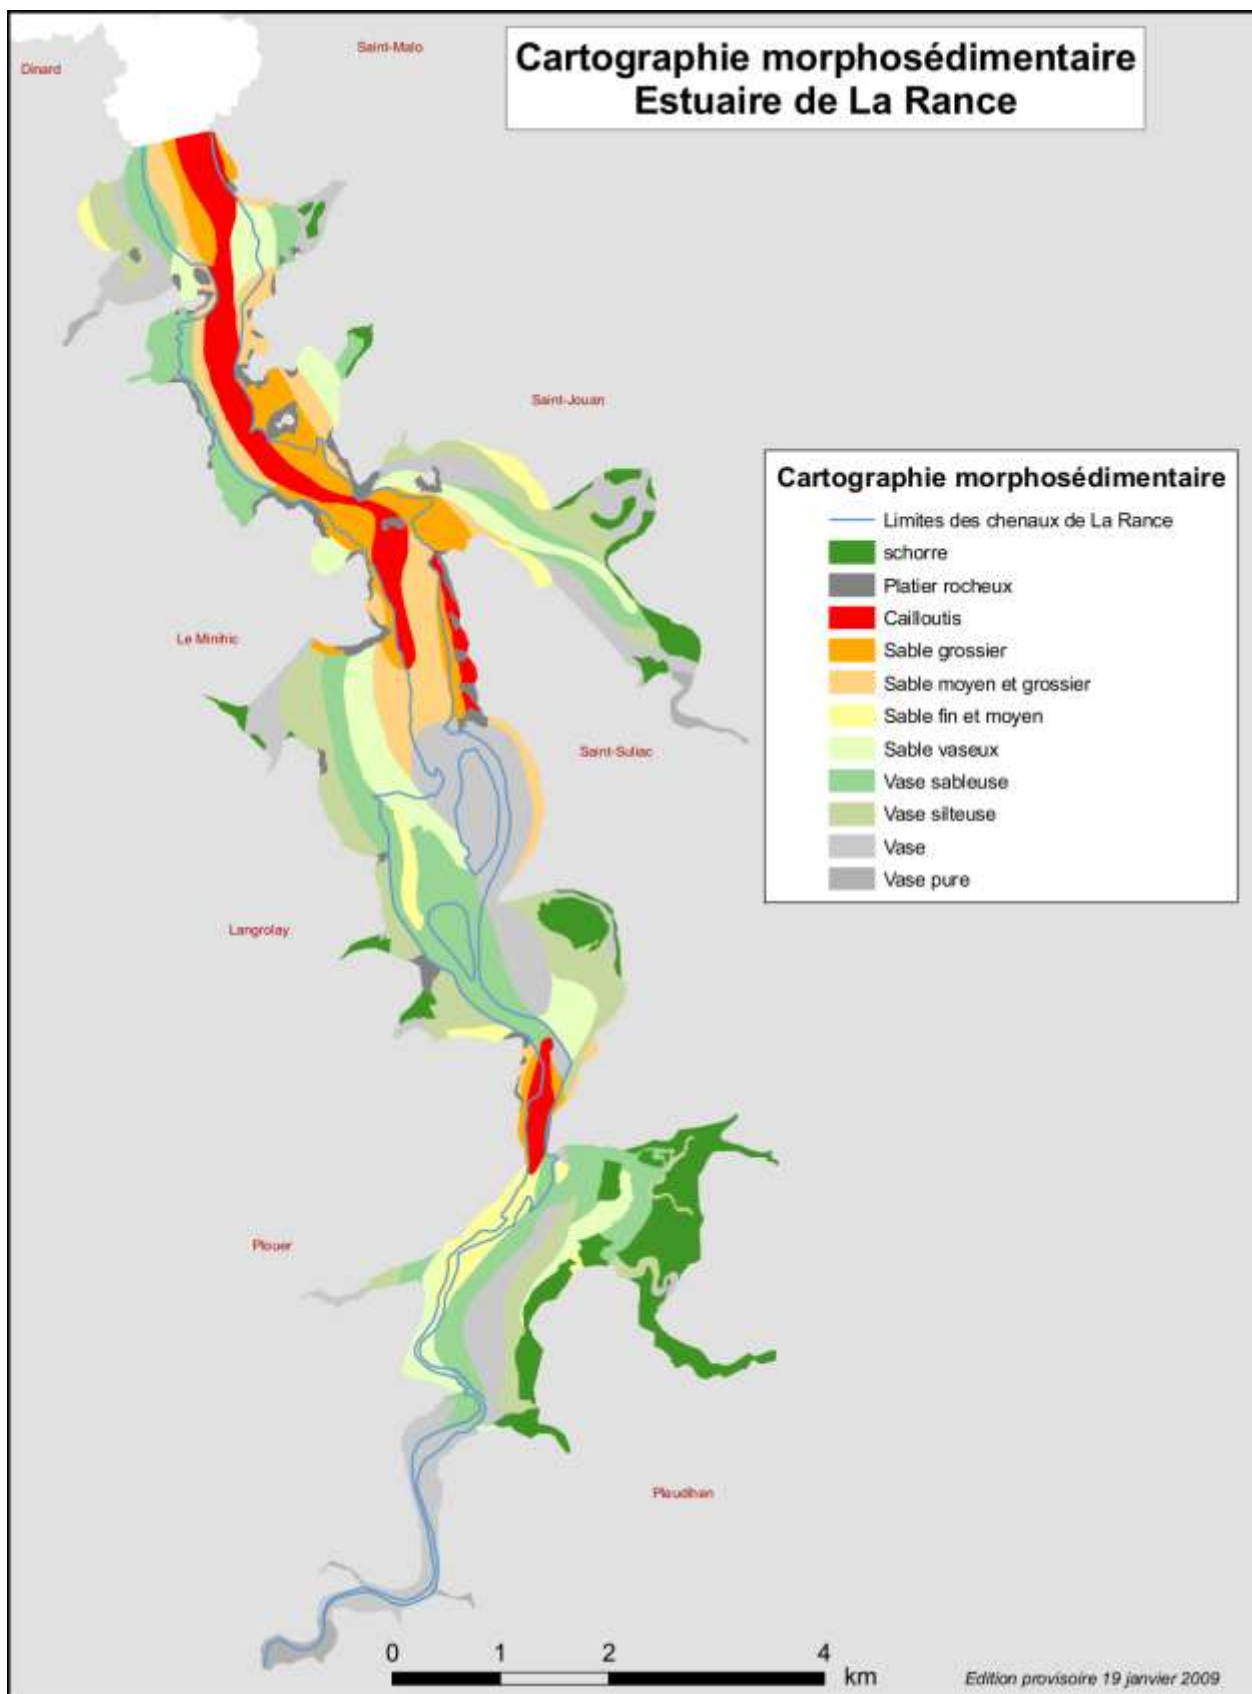 Cartographie morphosédimentaire
Estuaire de La Rance
Saint-Malo
Dinard
Saint-Jouan
Cartographie morphosédimentaire
Limites des chenaux de La Rance
schorre
Platier rocheux
Cailloutis
Sable grossier
Sable moyen et grossier
Sable fin et moyen
Sable vaseux
Vase sableuse
Vase silteuse
Vase
Vase pure
Le Minihic
Saint-Suliac
Langrolay
Plouer
Pleudihen
0 1 2 4
km
Edition provisoire 19 janvier 2009